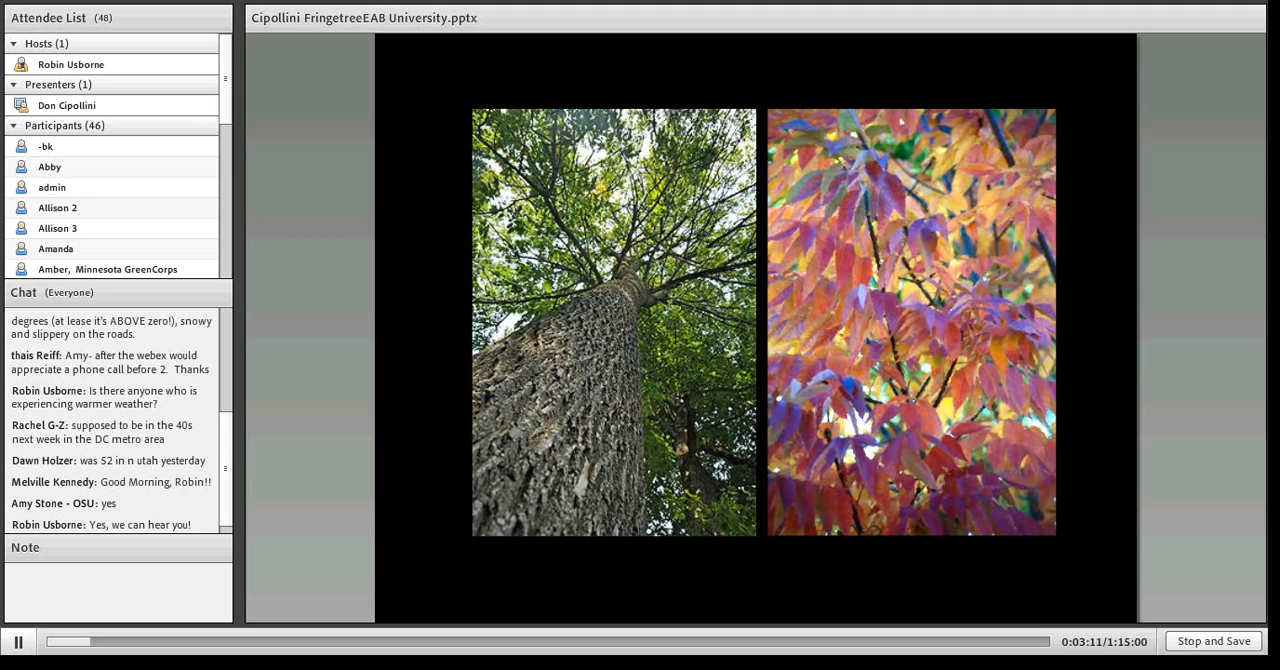 Attendee List (48)
Hosts (1)
Robin Usborne
Presenters (1)
Don Cipollini
Participants (46)
-bk
Abby
admin
Allison 2
Allison 3
Amanda
Amber, Minnesota GreenCorps
Chat (Everyone)
degrees (at lease it's ABOVE zero!), snowy
and slippery on the roads.
thais Reiff: Amy- after the webex would
appreciate a phone call before 2. Thanks
Robin Usborne: Is there anyone who is
experiencing warmer weather?
Rachel G-Z: supposed to be in the 40s
next week in the DC metro area
Dawn Holzer: was 52 in n utah yesterday
Melville Kennedy: Good Morning, Robin!!
Amy Stone - OSU: yes
Robin Usborne: Yes, we can hear you!
Note
Cipollini FringetreeEAB University.pptx
0:03:11/1:15:00
Stop and Save